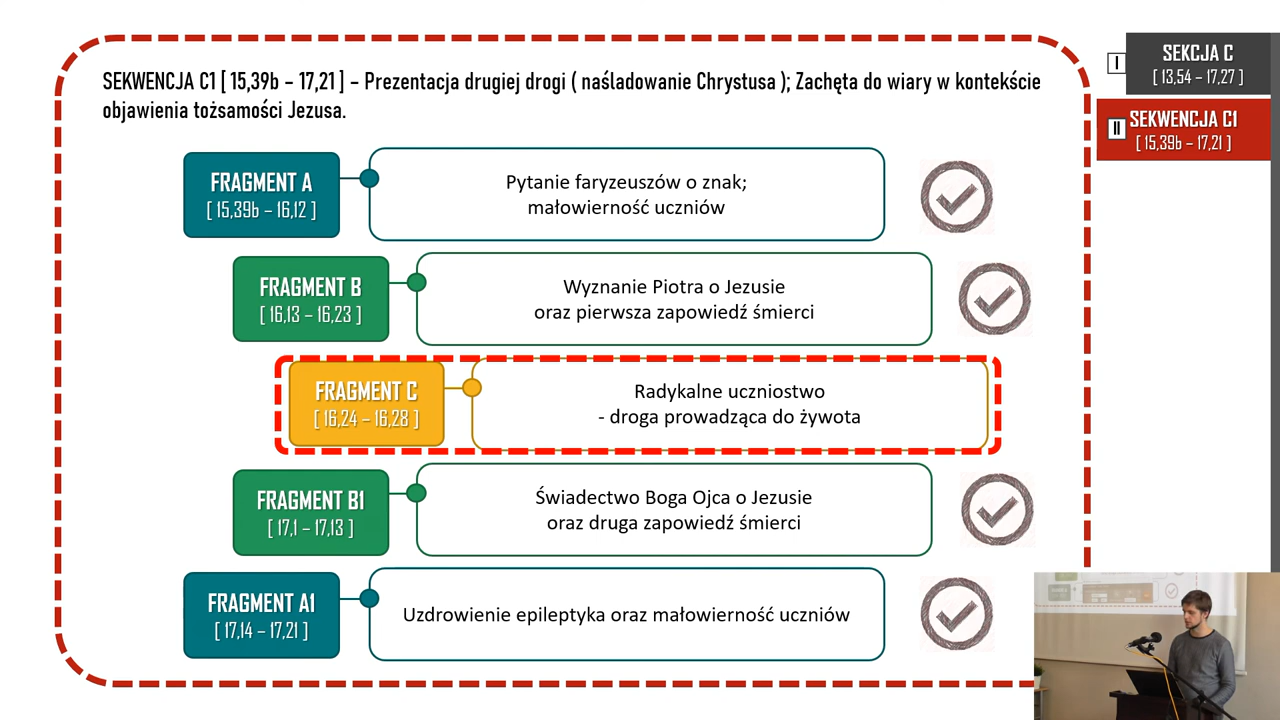 SEKWENCJA C1 [ 15,39b – 17,21 ] – Prezentacja drugiej drogi ( naśladowanie Chrystusa ); Zachęta do wiary w kontekście
objawienia tożsamości Jezusa.
I
SEKCJA C
[ 13,54 – 17,27 ]
II
SEKWENCJA C1
[ 15,39b – 17,21 ]
FRAGMENT A
[ 15,39b – 16,12 ]
Pytanie faryzeuszów o znak;
małowierność uczniów
FRAGMENT B
[ 16,13 – 16,23 ]
Wyznanie Piotra o Jezusie
oraz pierwsza zapowiedź śmierci
FRAGMENT C
[ 16,24 – 16,28 ]
Radykalne uczniostwo
- droga prowadząca do żywota
FRAGMENT B1
[ 17,1 – 17,13 ]
Świadectwo Boga Ojca o Jezusie
oraz druga zapowiedź śmierci
FRAGMENT A1
[ 17,14 – 17,21 ]
Uzdrowienie epileptyka oraz małowierność uczniów